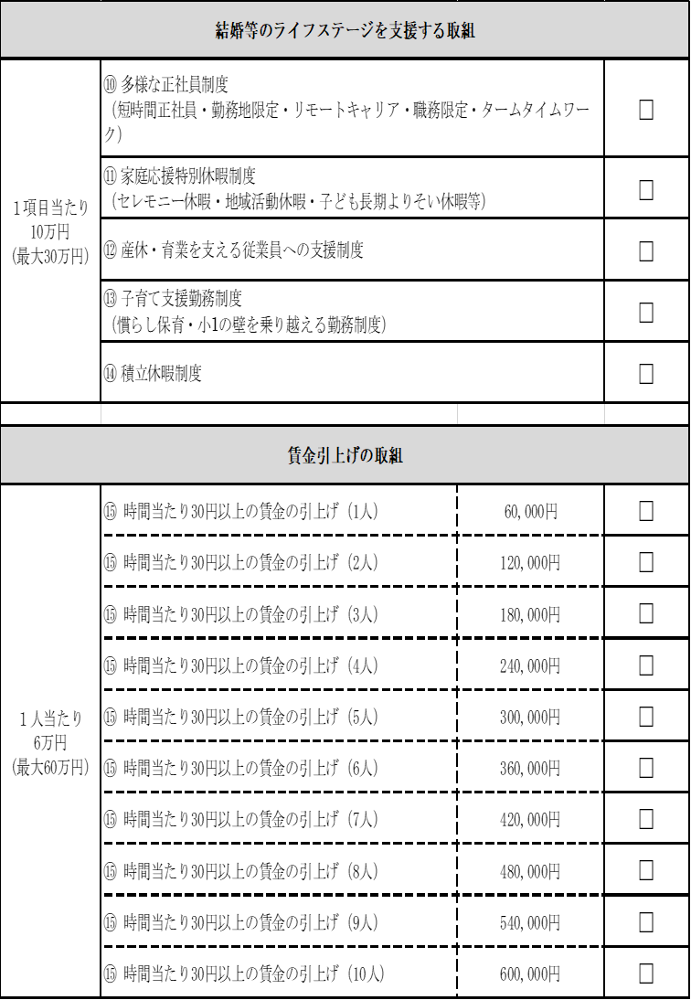 結婚等のライフステージを支援する取組
1項目当たり
10万円
(最大30万円)
⑩ 多様な正社員制度
（短時間正社員・勤務地限定・リモートキャリア・職務限定・タームタイムワー
ク）
□
⑪ 家庭応援特別休暇制度
（セレモニー休暇・地域活動休暇・子ども長期よりそい休暇等）
□
⑫ 産休・育業を支える従業員への支援制度
□
⑬ 子育て支援勤務制度
（慣らし保育・小1の壁を乗り越える勤務制度）
□
⑭ 積立休暇制度
□
賃金引上げの取組
1人当たり
6万円
(最大60万円)
⑮ 時間当たり30円以上の賃金の引上げ（1人） 60,000円 □
⑮ 時間当たり30円以上の賃金の引上げ（2人） 120,000円 □
⑮ 時間当たり30円以上の賃金の引上げ（3人） 180,000円 □
⑮ 時間当たり30円以上の賃金の引上げ（4人） 240,000円 □
⑮ 時間当たり30円以上の賃金の引上げ（5人） 300,000円 □
⑮ 時間当たり30円以上の賃金の引上げ（6人） 360,000円 □
⑮ 時間当たり30円以上の賃金の引上げ（7人） 420,000円 □
⑮ 時間当たり30円以上の賃金の引上げ（8人） 480,000円 □
⑮ 時間当たり30円以上の賃金の引上げ（9人） 540,000円 □
⑮ 時間当たり30円以上の賃金の引上げ（10人） 600,000円 □